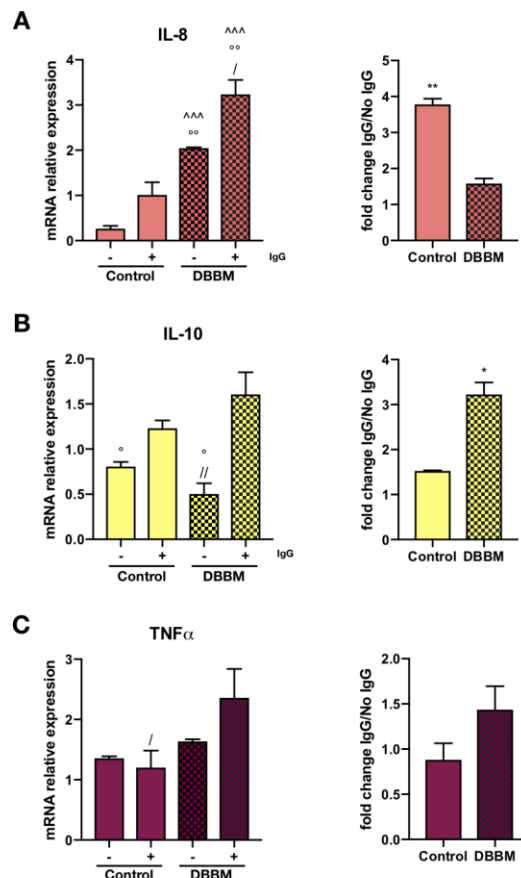 A
IL-8
mRNA relative expression
4
3
2
1
0
^^^
°°
^^^
°°
/
- + - +
IgG
Control DBBM
fold change IgG/No IgG
5
4
3
2
1
0
**
Control DBBM
B
IL-10
mRNA relative expression
2.0
1.5
1.0
0.5
0.0
°
°
//
- + - +
IgG
Control DBBM
fold change IgG/No IgG
4
3
2
1
0
*
Control DBBM
C
TNFα
mRNA relative expression
3
2
1
0
/
- + - +
Control DBBM
fold change IgG/No IgG
2.0
1.5
1.0
0.5
0.0
Control DBBM